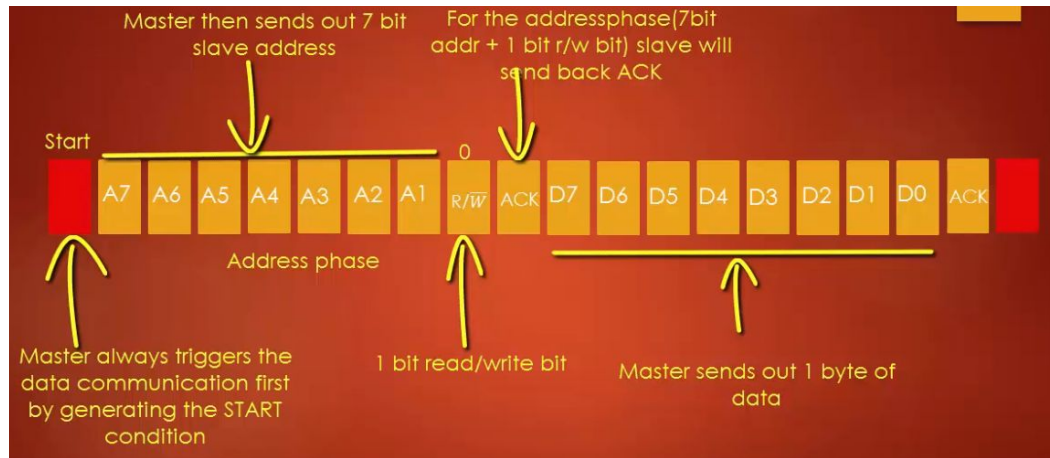 Master then sends out 7 bit
slave address
For the addressphase(7bit
addr + 1 bit r/w bit) slave will
send back ACK
Start
0
A7 A6 A5 A4 A3 A2 A1 R/W̅ ACK D7 D6 D5 D4 D3 D2 D1 D0 ACK
Address phase
Master always triggers the
data communication first
by generating the START
condition
1 bit read/write bit
Master sends out 1 byte of
data